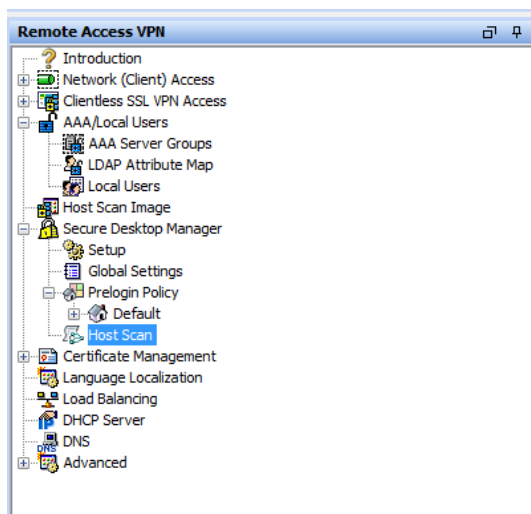 Remote Access VPN
Introduction
Network (Client) Access
Clientless SSL VPN Access
AAA/Local Users
AAA Server Groups
LDAP Attribute Map
Local Users
Host Scan Image
Secure Desktop Manager
Setup
Global Settings
Prelogin Policy
Default
Host Scan
Certificate Management
Language Localization
Load Balancing
DHCP Server
DNS
DNS
Advanced